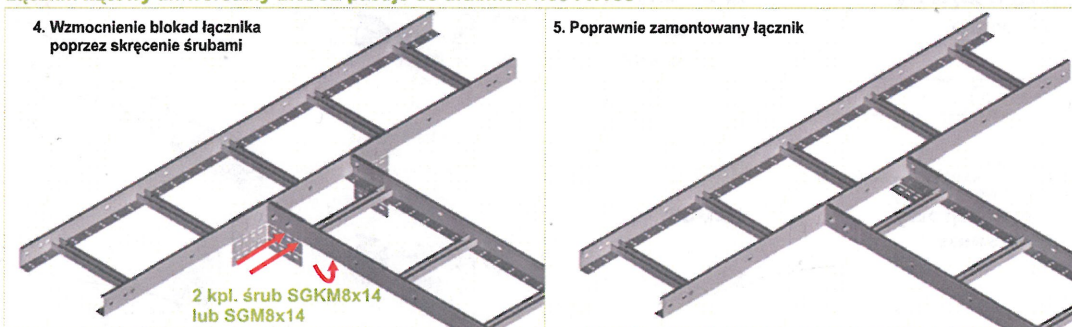 4. Wzmocnienie blokad łącznika
poprzez skręcenie śrubami
5. Poprawnie zamontowany łącznik
2 kpl. śrub SGKM8x14
lub SGM8x14